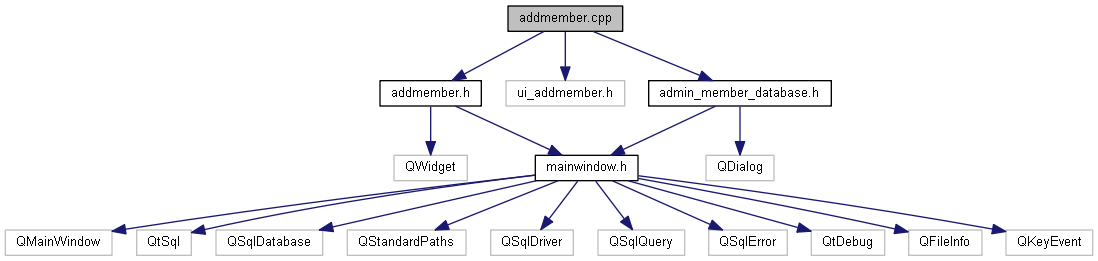 addmember.cpp
addmember.h
ui_addmember.h
admin_member_database.h
QWidget
mainwindow.h
QDialog
QMainWindow
QtSql
QSqlDatabase
QStandardPaths
QSqlDriver
QSqlQuery
QSqlError
QtDebug
QFileInfo
QKeyEvent